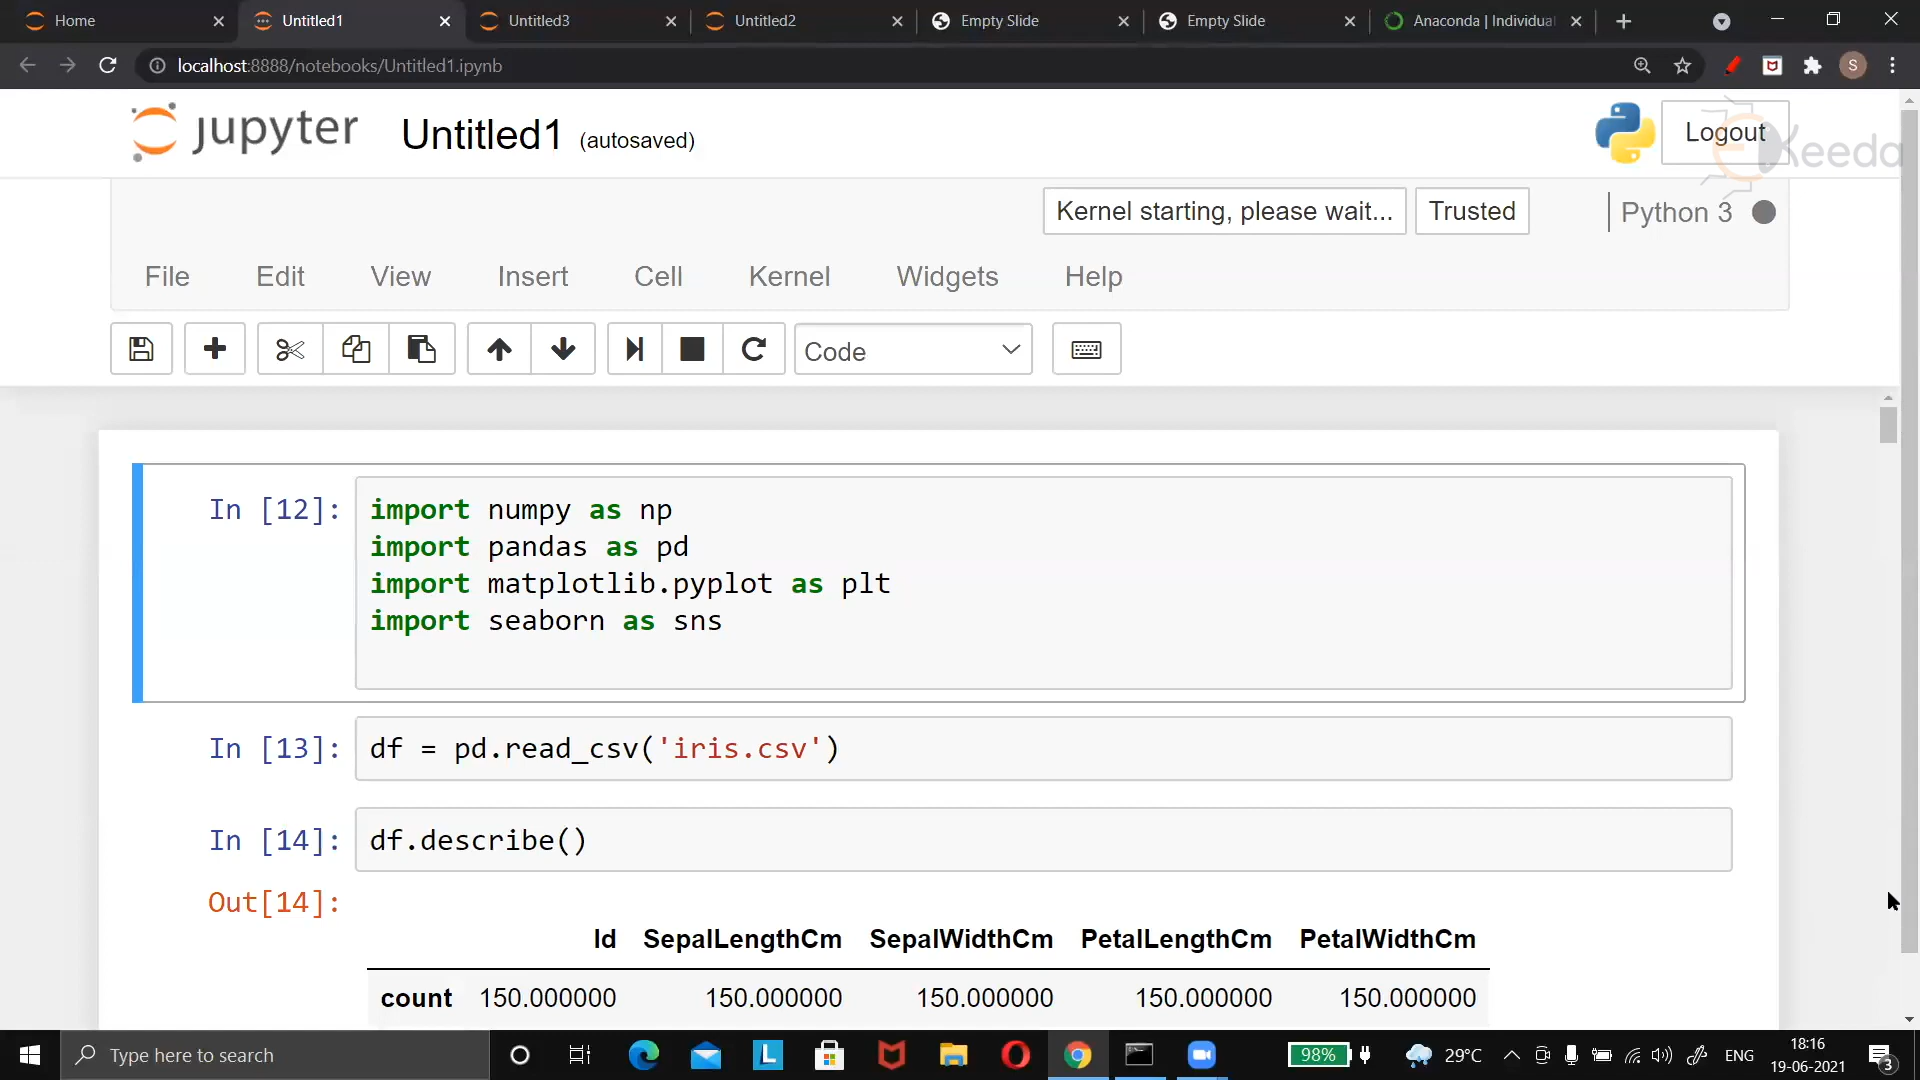 Home
Untitled1
Untitled3
Untitled2
Empty Slide
Empty Slide
Anaconda | Individual
localhost:8888/notebooks/Untitled1.ipynb
S
jupyter
Untitled1 (autosaved)
Logout
Keeda
Kernel starting, please wait...
Trusted
Python 3
File
Edit
View
Insert
Cell
Kernel
Widgets
Help
Code
In [12]:
import numpy as np
import pandas as pd
import matplotlib.pyplot as plt
import seaborn as sns
In [13]:
df = pd.read_csv('iris.csv')
In [14]:
df.describe()
Out[14]:
Id SepalLengthCm SepalWidthCm PetalLengthCm PetalWidthCm
count 150.000000 150.000000 150.000000 150.000000 150.000000
Type here to search
L
98%
29°C
ENG
18:16
19-06-2021
3